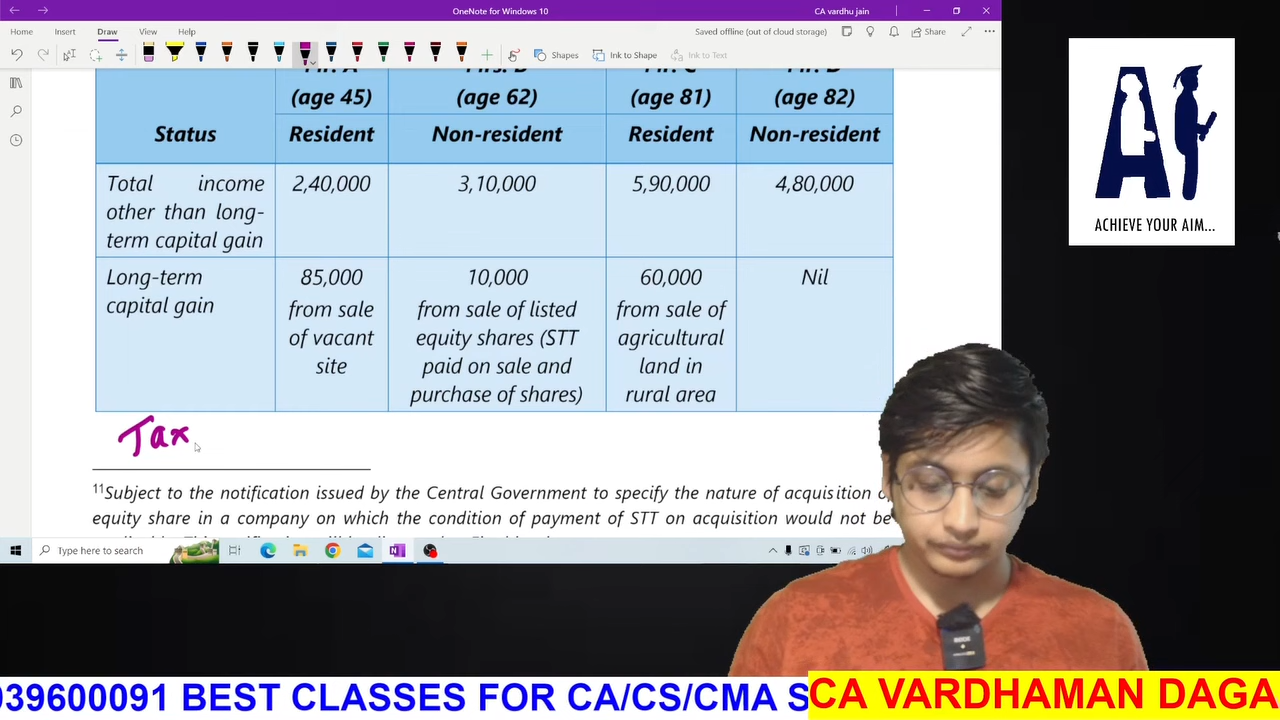 OneNote for Windows 10
CA vardhu jain
Home Insert Draw View Help
Saved offline (out of cloud storage)
Share
Shapes
Ink to Shape
Ink to Text
(age 45) (age 62) (age 81) (age 82)
Status Resident Non-resident Resident Non-resident
Total income other than long-term capital gain 2,40,000 3,10,000 5,90,000 4,80,000
Long-term capital gain
85,000 from sale of vacant site
10,000 from sale of listed equity shares (STT paid on sale and purchase of shares)
60,000 from sale of agricultural land in rural area
Nil
Tax
11Subject to the notification issued by the Central Government to specify the nature of acquisition
equity share in a company on which the condition of payment of STT on acquisition would not be
Type here to search
AI
ACHIEVE YOUR AIM...
039600091 BEST CLASSES FOR CA/CS/CMA S
CA VARDHAMAN DAGA